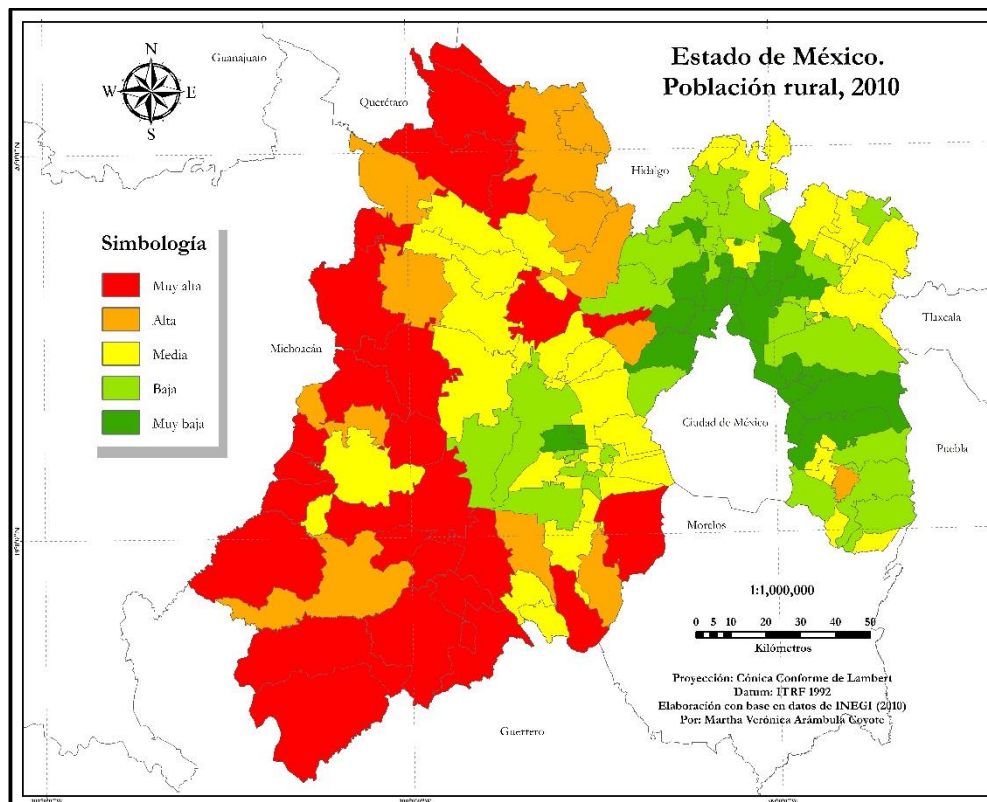 Estado de México.
Población rural, 2010
N
W
E
S
Guanajuato
Querétaro
Hidalgo
Michoacán
Tlaxcala
Ciudad de México
Puebla
Morelos
Guerrero
Simbología
Muy alta
Alta
Media
Baja
Muy baja
1:1,000,000
0 5 10 20 30 40 50
Kilómetros
Proyección: Cónica Conforme de Lambert
Datum: ITRF 1992
Elaboración con base en datos de INEGI (2010)
Por: Martha Verónica Arámbula Coyote